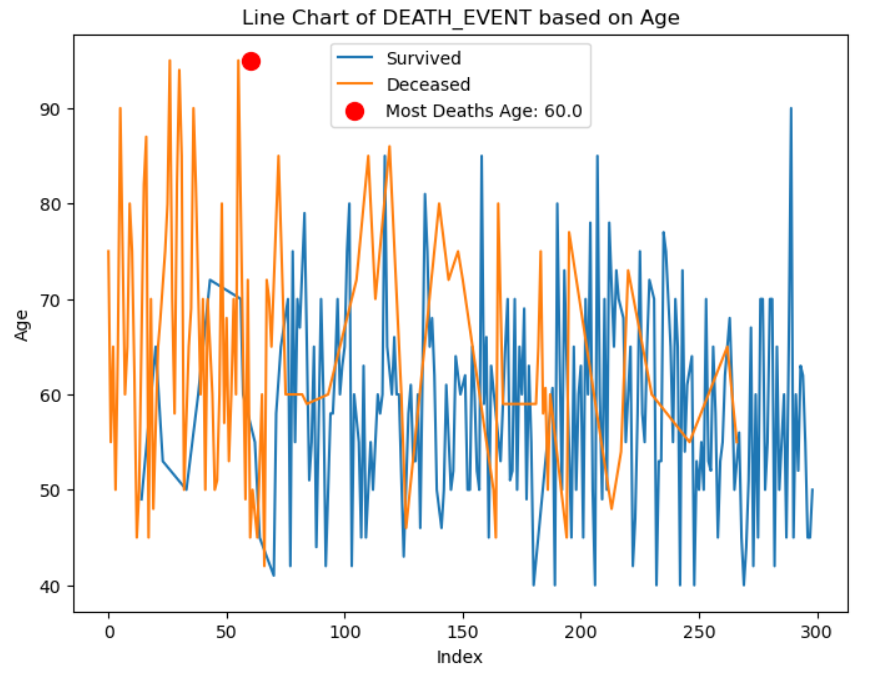 Line Chart of DEATH_EVENT based on Age
Survived
Deceased
Most Deaths Age: 60.0
90
80
70
60
50
40
Age
0 50 100 150 200 250 300
Index